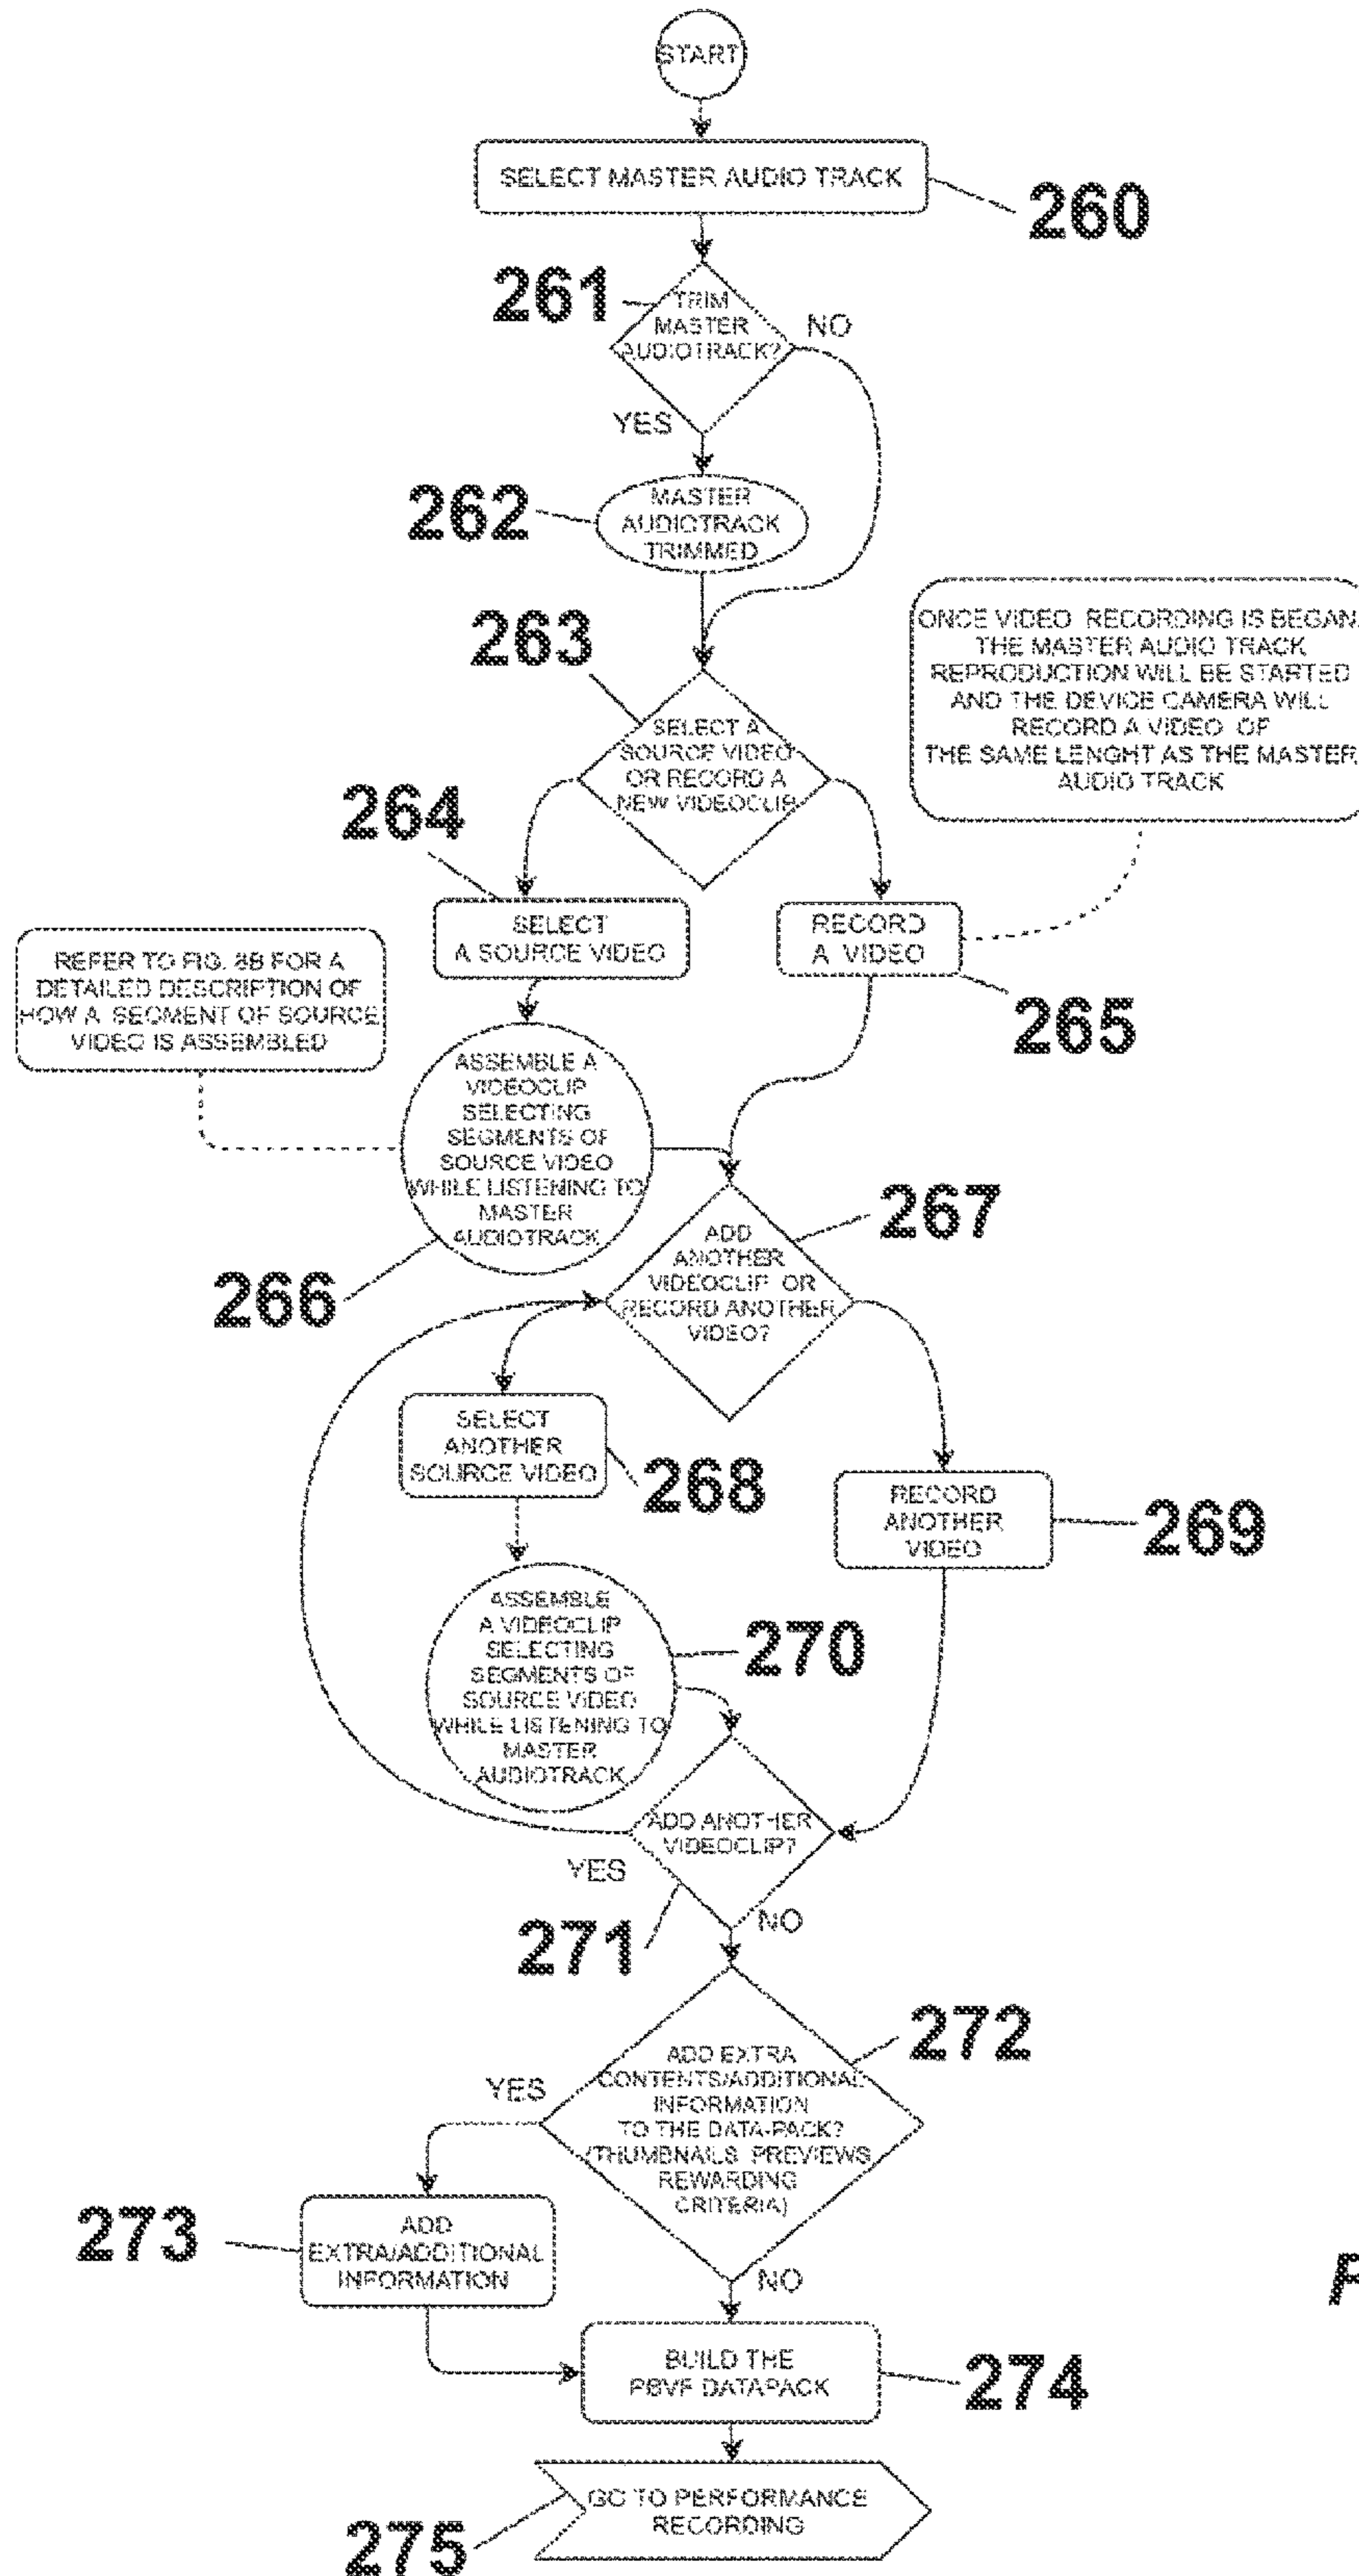 START
SELECT MASTER AUDIO TRACK
260
261
TRIM
MASTER
AUDIOTRACK?
NO
YES
262
MASTER
AUDIOTRACK
TRIMMED
263
ONCE VIDEO RECORDING IS BEGAN,
THE MASTER AUDIO TRACK
REPRODUCTION WILL BE STARTED
AND THE DEVICE CAMERA WILL
RECORD A VIDEO OF
THE SAME LENGHT AS THE MASTER
AUDIO TRACK
SELECT A
SOURCE VIDEO
OR RECORD A
NEW VIDEOCLIP
264
SELECT
A SOURCE VIDEO
RECORD
A VIDEO
265
REFER TO FIG. 8B FOR A
DETAILED DESCRIPTION OF
HOW A SEGMENT OF SOURCE
VIDEO IS ASSEMBLED
ASSEMBLE A
VIDEOCLIP
SELECTING
SEGMENTS OF
SOURCE VIDEO
WHILE LISTENING TO
MASTER
AUDIOTRACK
266
267
ADD
ANOTHER
VIDEOCLIP OR
RECORD ANOTHER
VIDEO?
SELECT
ANOTHER
SOURCE VIDEO
268
RECORD
ANOTHER
VIDEO
269
ASSEMBLE
A VIDEOCLIP
SELECTING
SEGMENTS OF
SOURCE VIDEO
WHILE LISTENING TO
MASTER
AUDIOTRACK
270
ADD ANOTHER
VIDEOCLIP?
YES
271
NO
272
ADD EXTRA
CONTENTS/ADDITIONAL
INFORMATION
TO THE DATA-PACK?
(THUMBNAILS PREVIEWS
REWARDING
CRITERIA)
YES
273
ADD
EXTRA/ADDITIONAL
INFORMATION
NO
BUILD THE
PBVF DATAPACK
274
GO TO PERFORMANCE
RECORDING
275